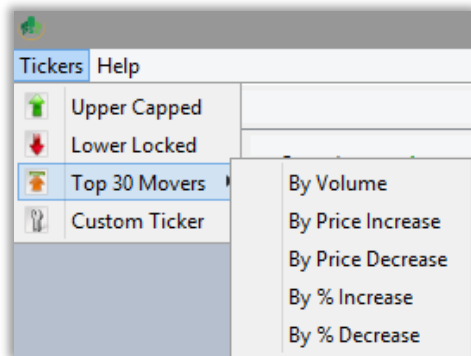 Tickers Help
Upper Capped
Lower Locked
Top 30 Movers
Custom Ticker
By Volume
By Price Increase
By Price Decrease
By % Increase
By % Decrease